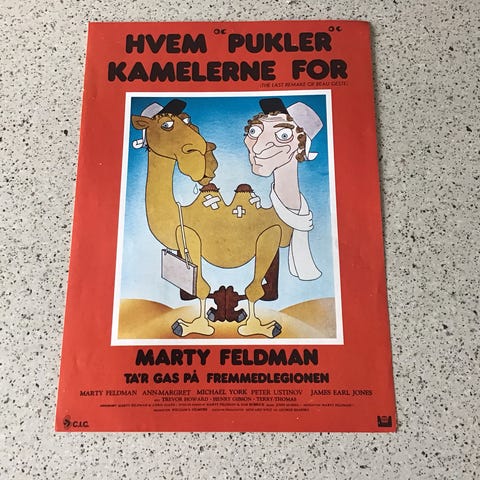 HVEM "PUKLER"
KAMELERNE FOR
(THE LAST REMAKE OF BEAU GESTE)
MARTY FELDMAN
TA'R GAS PÅ FREMMEDLEGIONEN
MARTY FELDMAN ANN-MARGRET MICHAEL YORK PETER USTINOV JAMES EARL JONES
TREVOR HOWARD · HENRY GIBSON · TERRY-THOMAS
C.I.C.